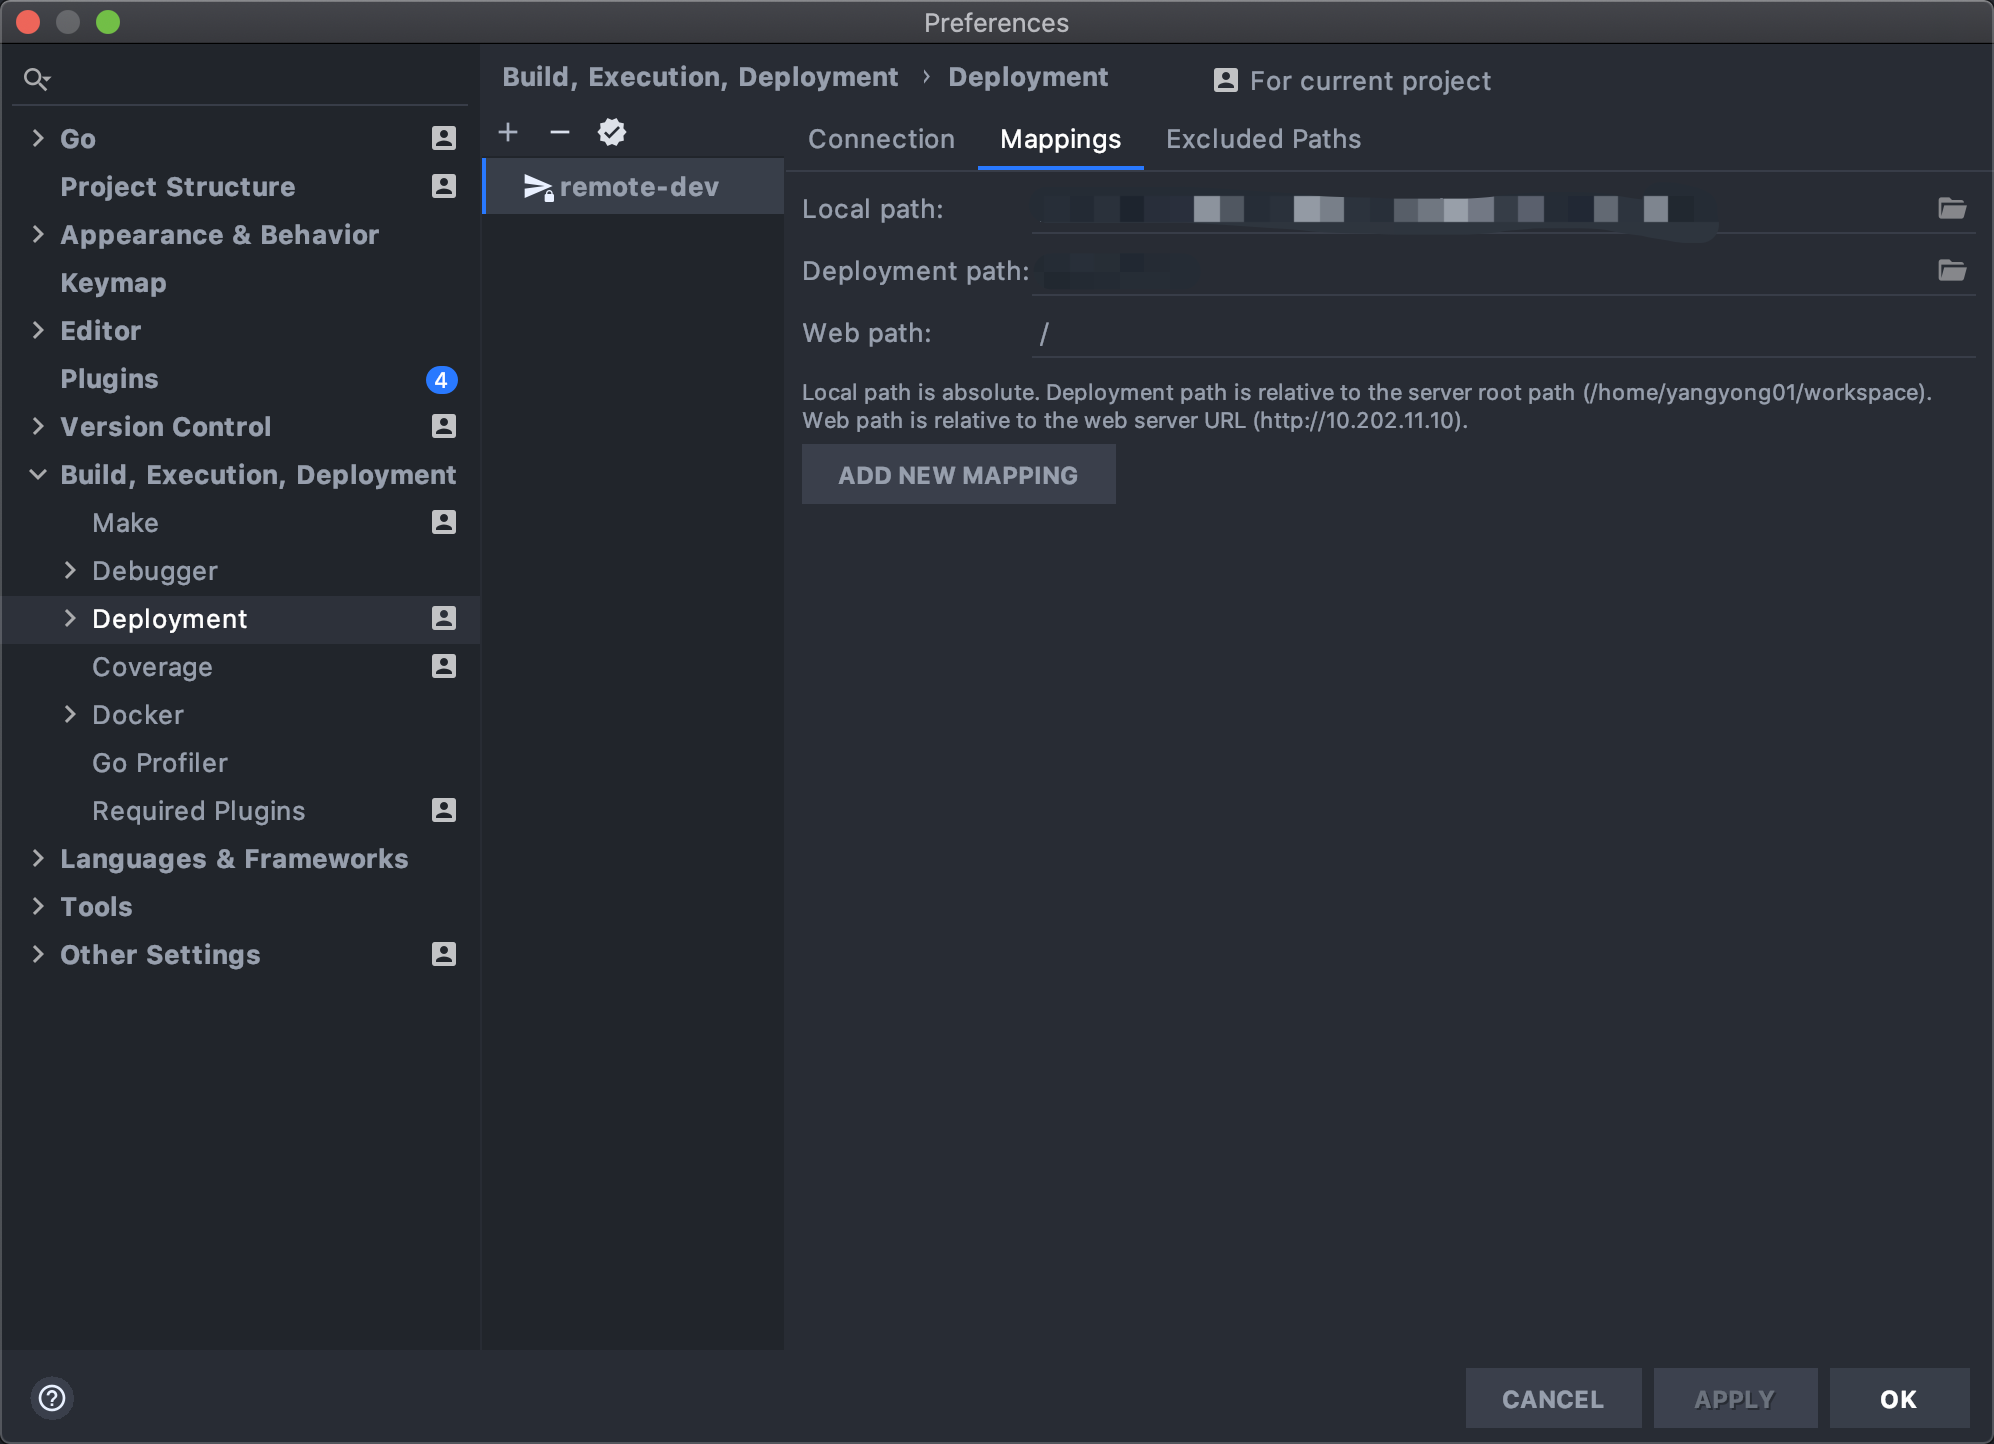 Preferences
Build, Execution, Deployment › Deployment
For current project
Go
Project Structure
Appearance & Behavior
Keymap
Editor
Plugins
4
Version Control
Build, Execution, Deployment
Make
Debugger
Deployment
Coverage
Docker
Go Profiler
Required Plugins
Languages & Frameworks
Tools
Other Settings
remote-dev
Connection
Mappings
Excluded Paths
Local path:
Deployment path:
Web path: /
Local path is absolute. Deployment path is relative to the server root path (/home/yangyong01/workspace).
Web path is relative to the web server URL (http://10.202.11.10).
ADD NEW MAPPING
?
CANCEL
APPLY
OK